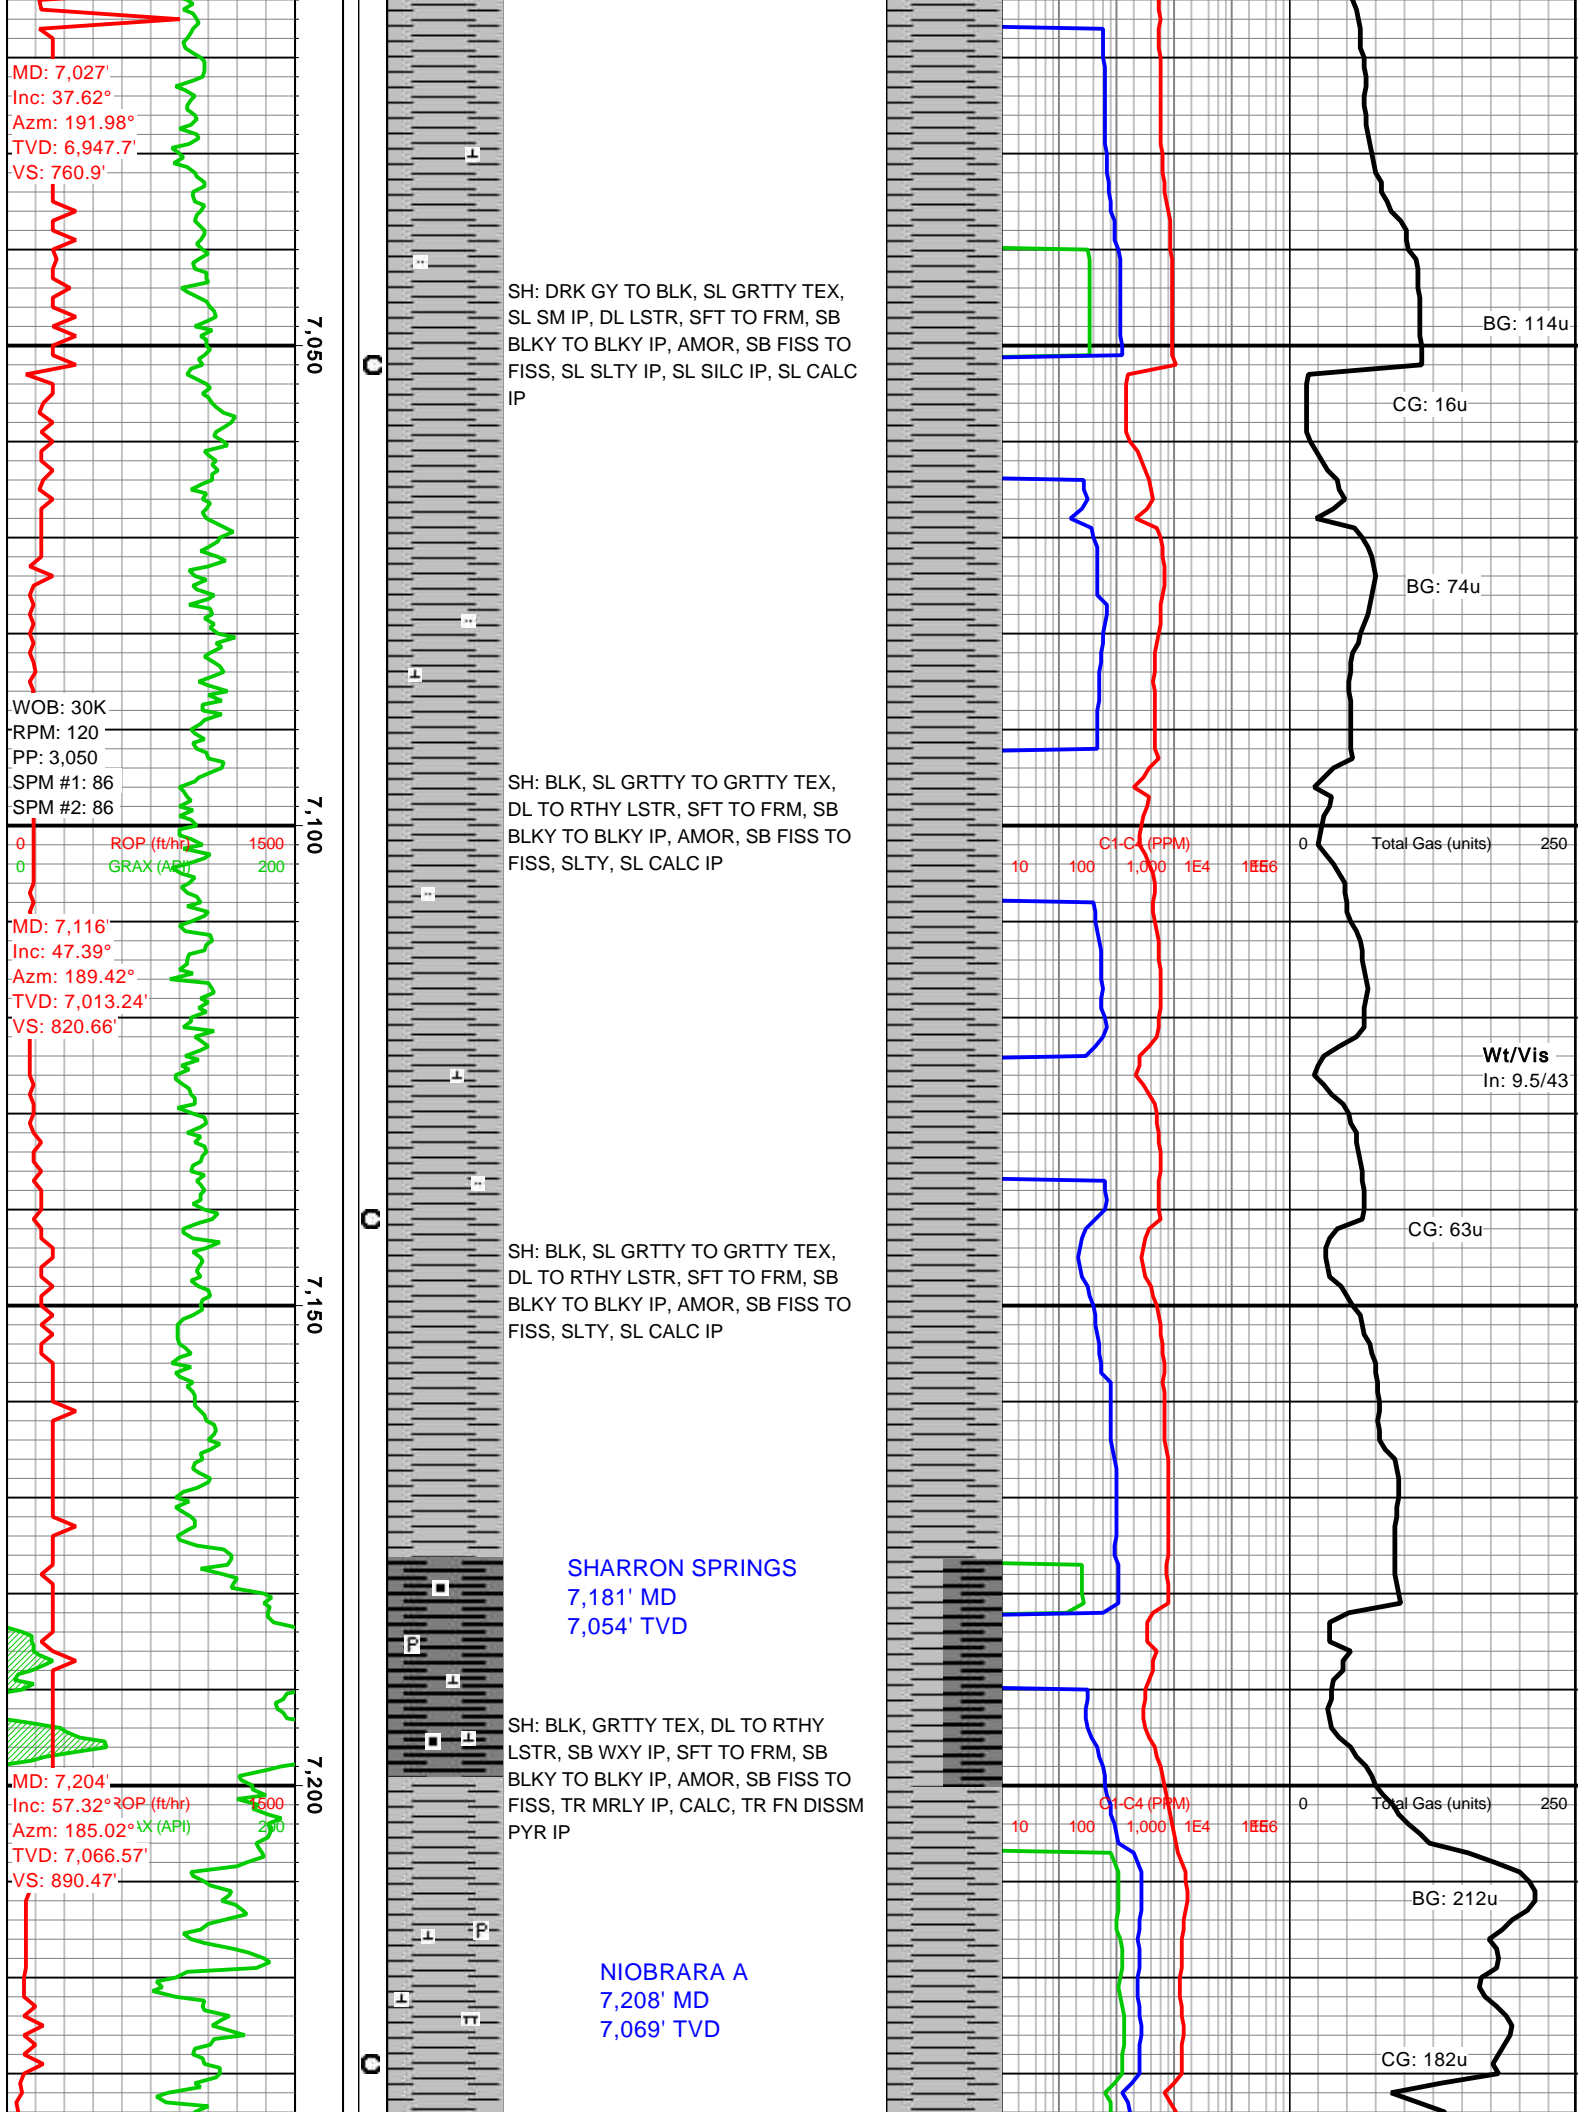 MD: 7,027'
Inc: 37.62°
Azm: 191.98°
TVD: 6,947.7'
VS: 760.9'
SH: DRK GY TO BLK, SL GRTTY TEX,
SL SM IP, DL LSTR, SFT TO FRM, SB
BLKY TO BLKY IP, AMOR, SB FISS TO
FISS, SL SLTY IP, SL SILC IP, SL CALC
IP
7,050
C
BG: 114u
CG: 16u
BG: 74u
WOB: 30K
RPM: 120
PP: 3,050
SPM #1: 86
SPM #2: 86
SH: BLK, SL GRTTY TO GRTTY TEX,
DL TO RTHY LSTR, SFT TO FRM, SB
BLKY TO BLKY IP, AMOR, SB FISS TO
FISS, SLTY, SL CALC IP
7,100
0 ROP (ft/hr) 1500
0 GRAX (API) 200
C1-C4 (PPM)
10 100 1,000 1E4 1E6
0 Total Gas (units) 250
MD: 7,116'
Inc: 47.39°
Azm: 189.42°
TVD: 7,013.24'
VS: 820.66'
Wt/Vis
In: 9.5/43
C
CG: 63u
SH: BLK, SL GRTTY TO GRTTY TEX,
DL TO RTHY LSTR, SFT TO FRM, SB
BLKY TO BLKY IP, AMOR, SB FISS TO
FISS, SLTY, SL CALC IP
7,150
SHARRON SPRINGS
7,181' MD
7,054' TVD
P
SH: BLK, GRTTY TEX, DL TO RTHY
LSTR, SB WXY IP, SFT TO FRM, SB
BLKY TO BLKY IP, AMOR, SB FISS TO
FISS, TR MRLY IP, CALC, TR FN DISSM
PYR IP
7,200
MD: 7,204'
Inc: 57.32°
Azm: 185.02°
TVD: 7,066.57'
VS: 890.47'
ROP (ft/hr) 1500
(API) 200
C1-C4 (PPM)
10 100 1,000 1E4 1E6
0 Total Gas (units) 250
BG: 212u
P
NIOBRARA A
7,208' MD
7,069' TVD
C
CG: 182u